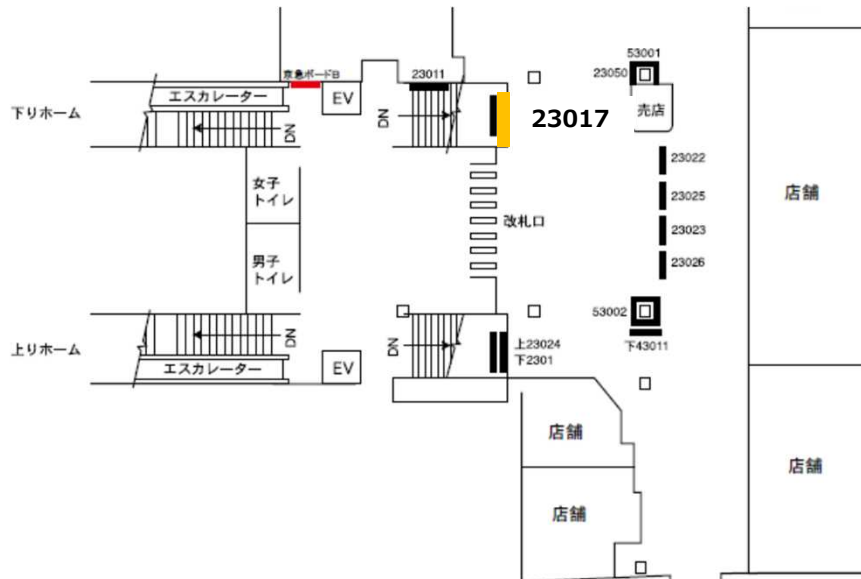 53001
京急ボードB
23011
23050
エスカレーター
EV
売店
下りホーム
DN
DN
23017
23022
女子
トイレ
23025
店舗
改札口
23023
男子
トイレ
23026
53002
DN
DN
上りホーム
上23024
下2301
下43011
エスカレーター
EV
店舗
店舗
店舗